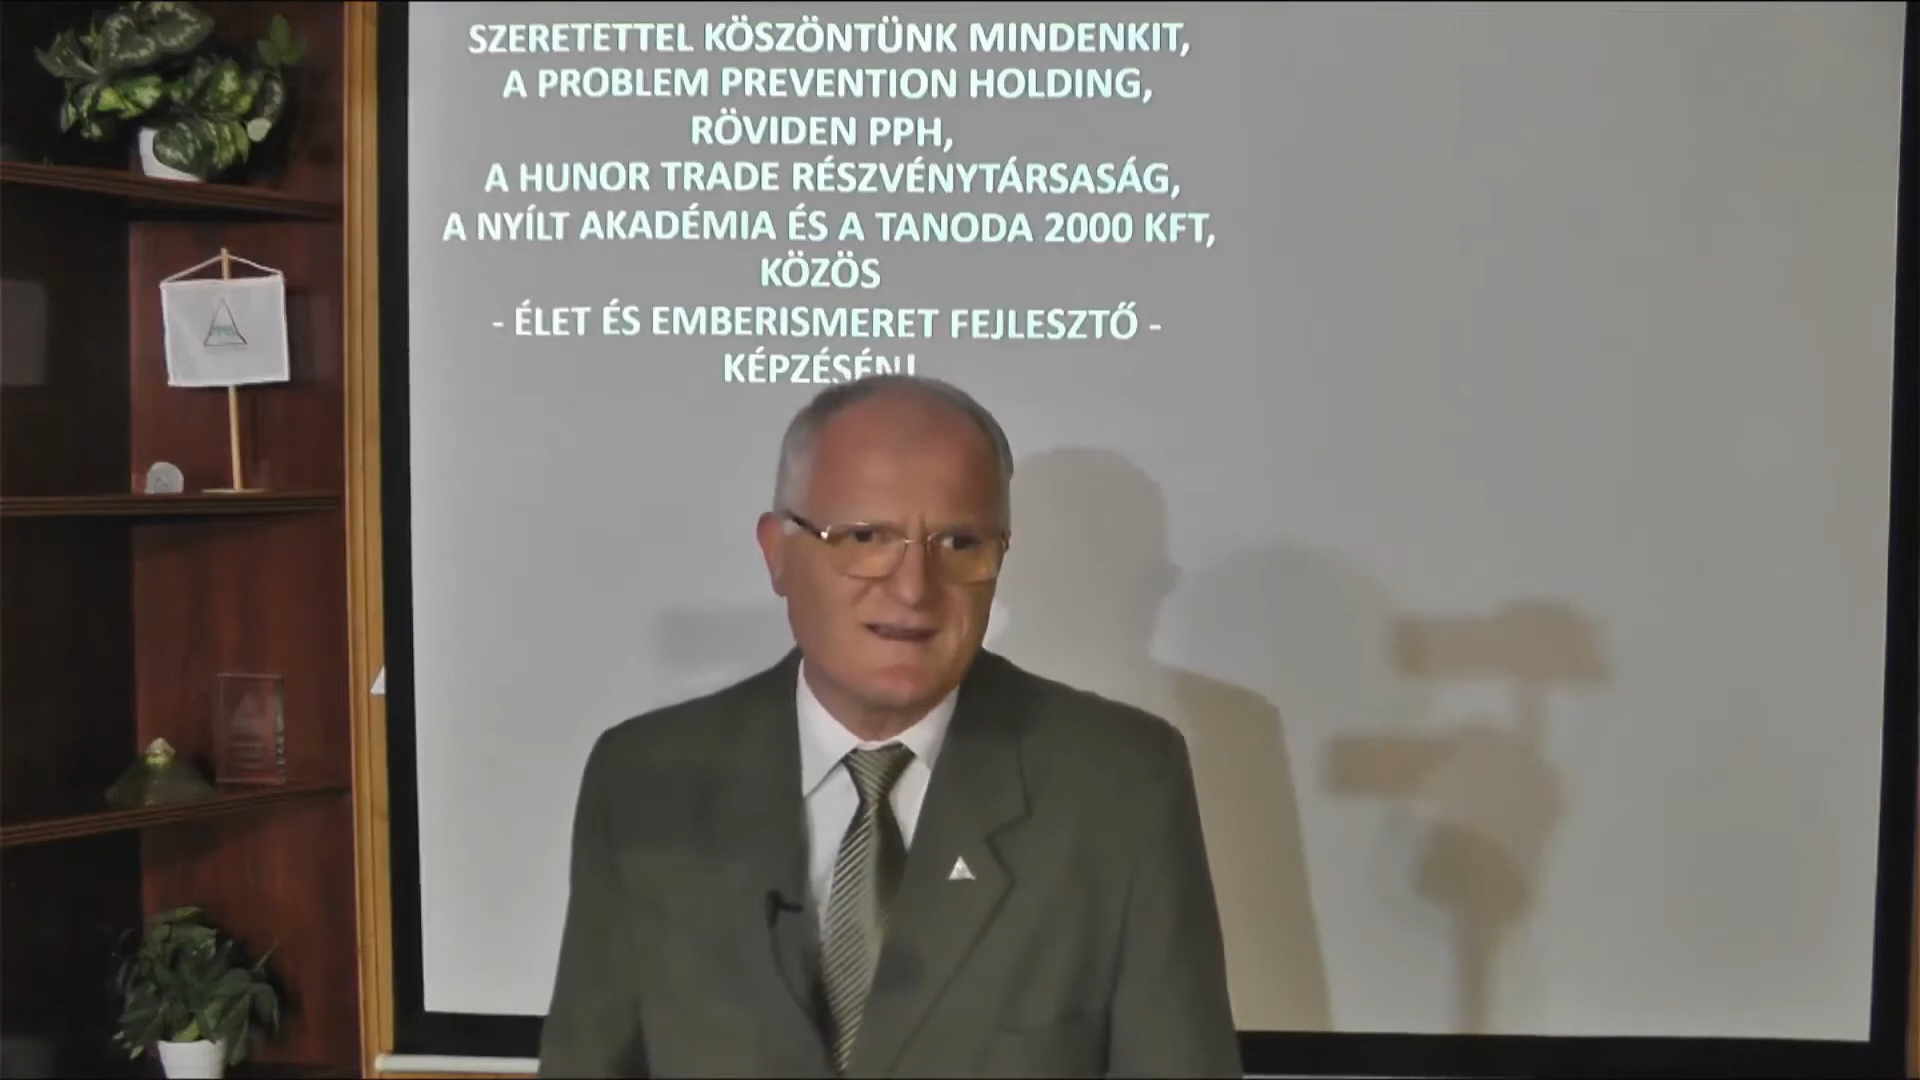 SZERETETTEL KÖSZÖNTÜNK MINDENKIT,
A PROBLEM PREVENTION HOLDING,
RÖVIDEN PPH,
A HUNOR TRADE RÉSZVÉNYTÁRSASÁG,
A NYÍLT AKADÉMIA ÉS A TANODA 2000 KFT,
KÖZÖS
- ÉLET ÉS EMBERISMERET FEJLESZTŐ -
KÉPZÉSÉN!